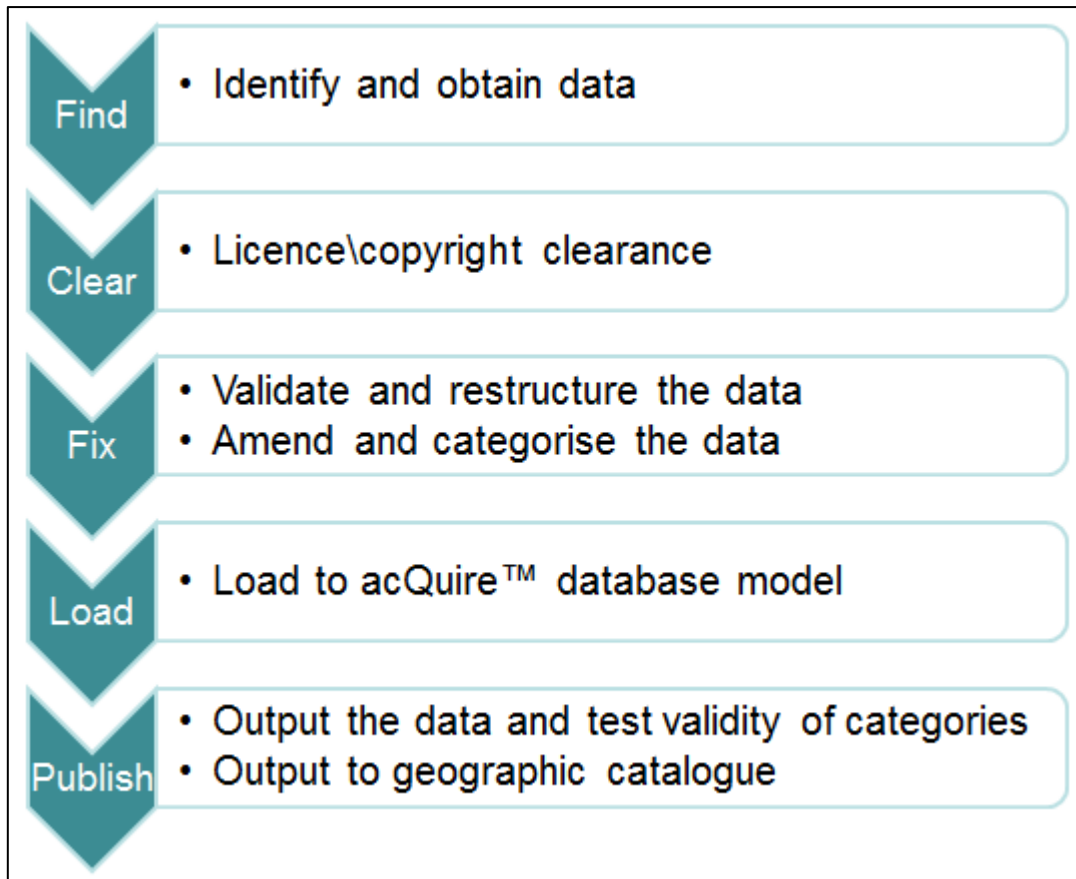 Find
• Identify and obtain data
Clear
• Licence\copyright clearance
Fix
• Validate and restructure the data
• Amend and categorise the data
Load
• Load to acQuire™ database model
Publish
• Output the data and test validity of categories
• Output to geographic catalogue